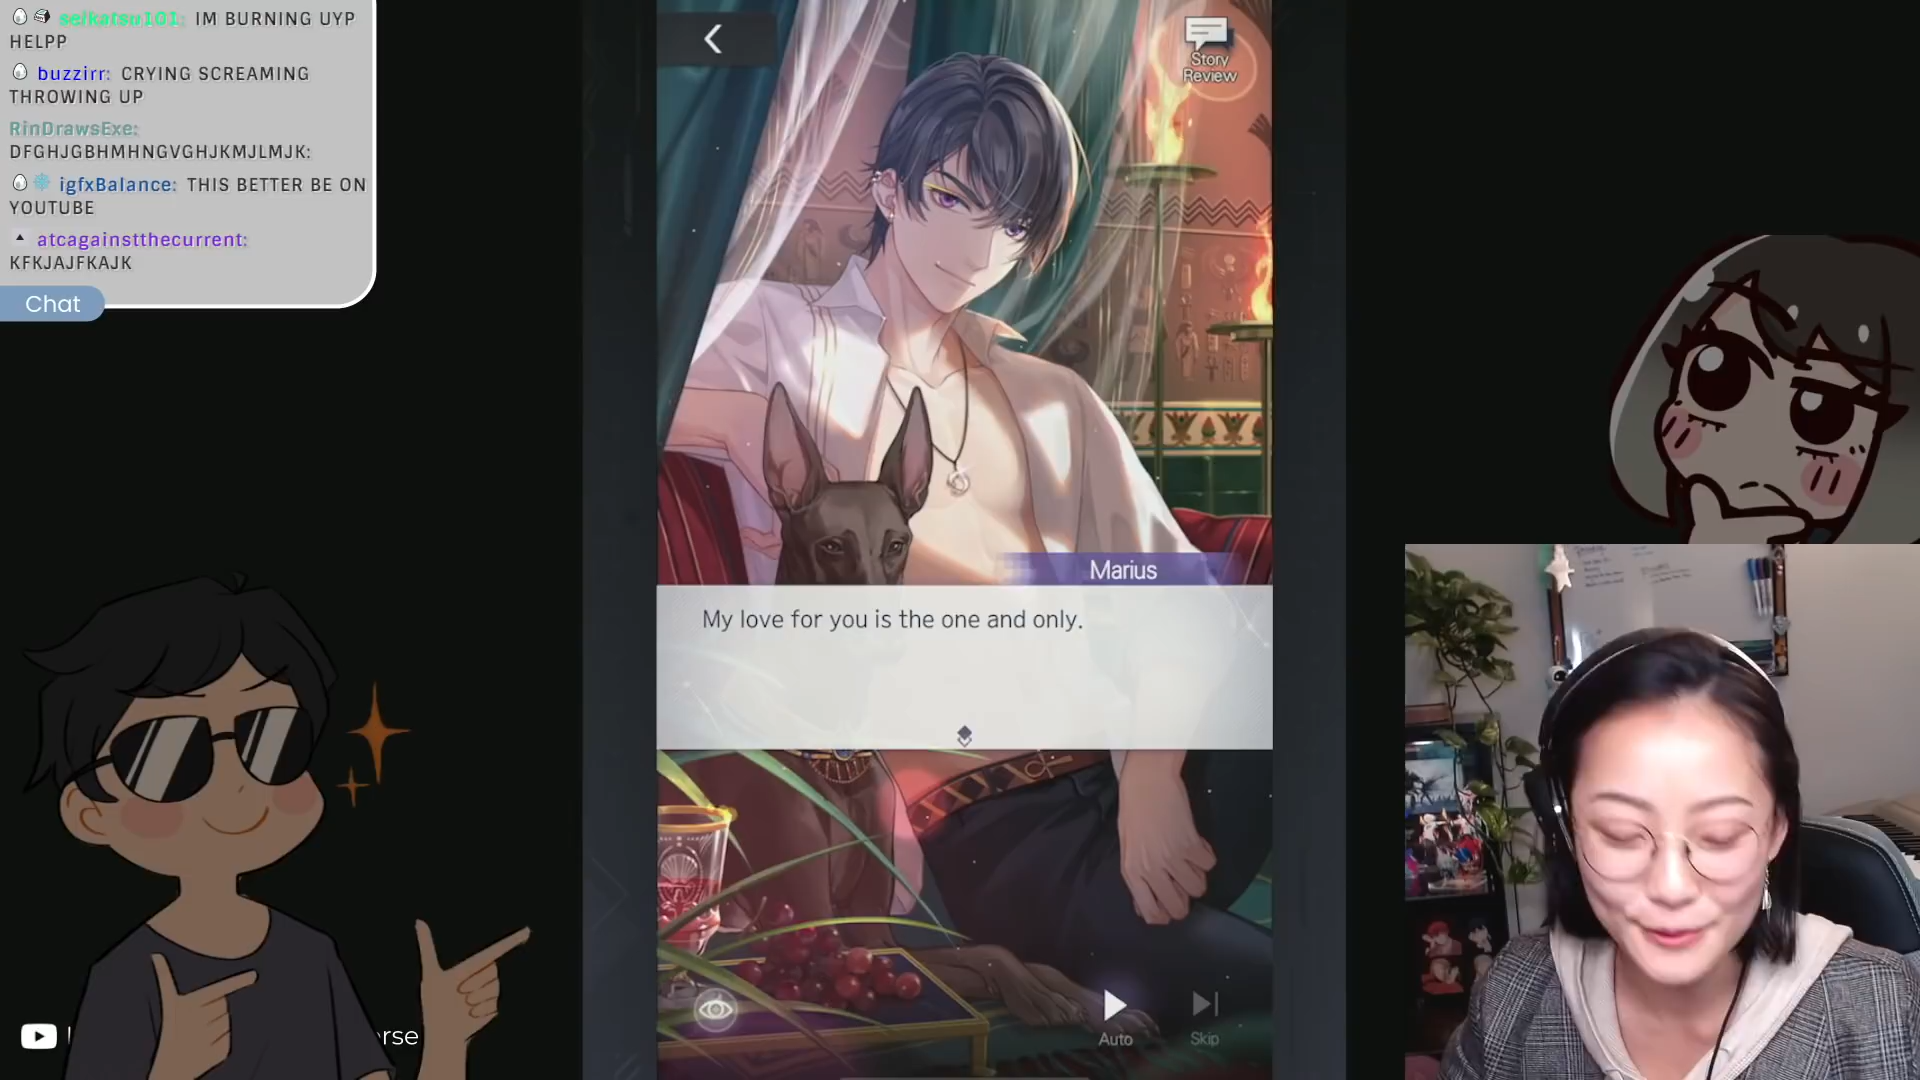 selkatsu101: IM BURNING UYP
HELPP
buzzirr: CRYING SCREAMING
THROWING UP
RinDrawsExe:
DFGHJGBHMHNGVGHJKMJLMJK:
igfxBalance: THIS BETTER BE ON
YOUTUBE
atcagainstthecurrent:
KFKJAJFKAJK
Chat
Story
Review
Marius
My love for you is the one and only.
Auto
Skip
rse